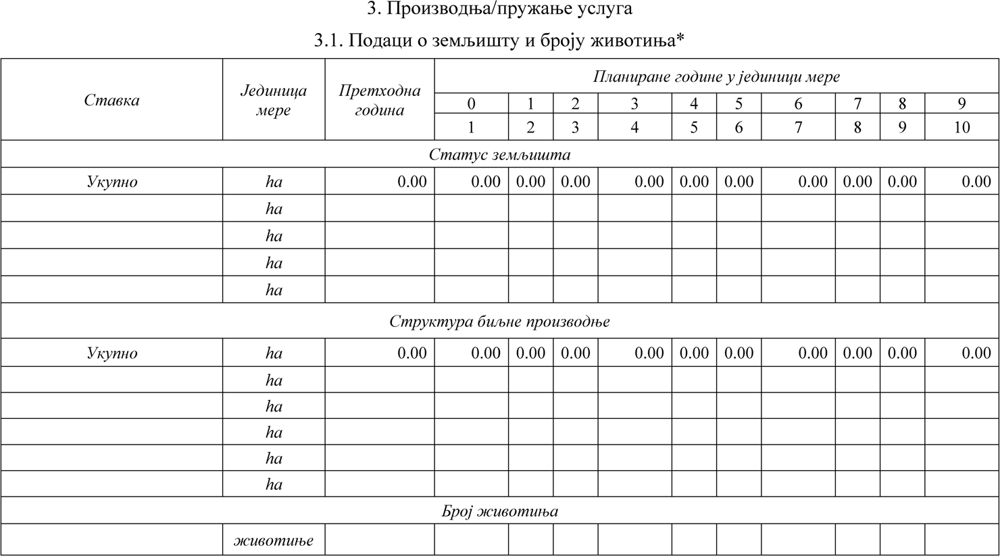 3. Производња/пружање услуга
3.1. Подаци о земљишту и броју животиња*
Ставка Јединица мере Претходна година Планиране године у јединици мере
0 1 2 3 4 5 6 7 8 9
1 2 3 4 5 6 7 8 9 10
Статус земљишта
Укупно ha 0.00 0.00 0.00 0.00 0.00 0.00 0.00 0.00 0.00 0.00 0.00
ha
ha
ha
ha
Структура биљне производње
Укупно ha 0.00 0.00 0.00 0.00 0.00 0.00 0.00 0.00 0.00 0.00 0.00
ha
ha
ha
ha
ha
Број животиња
животиње